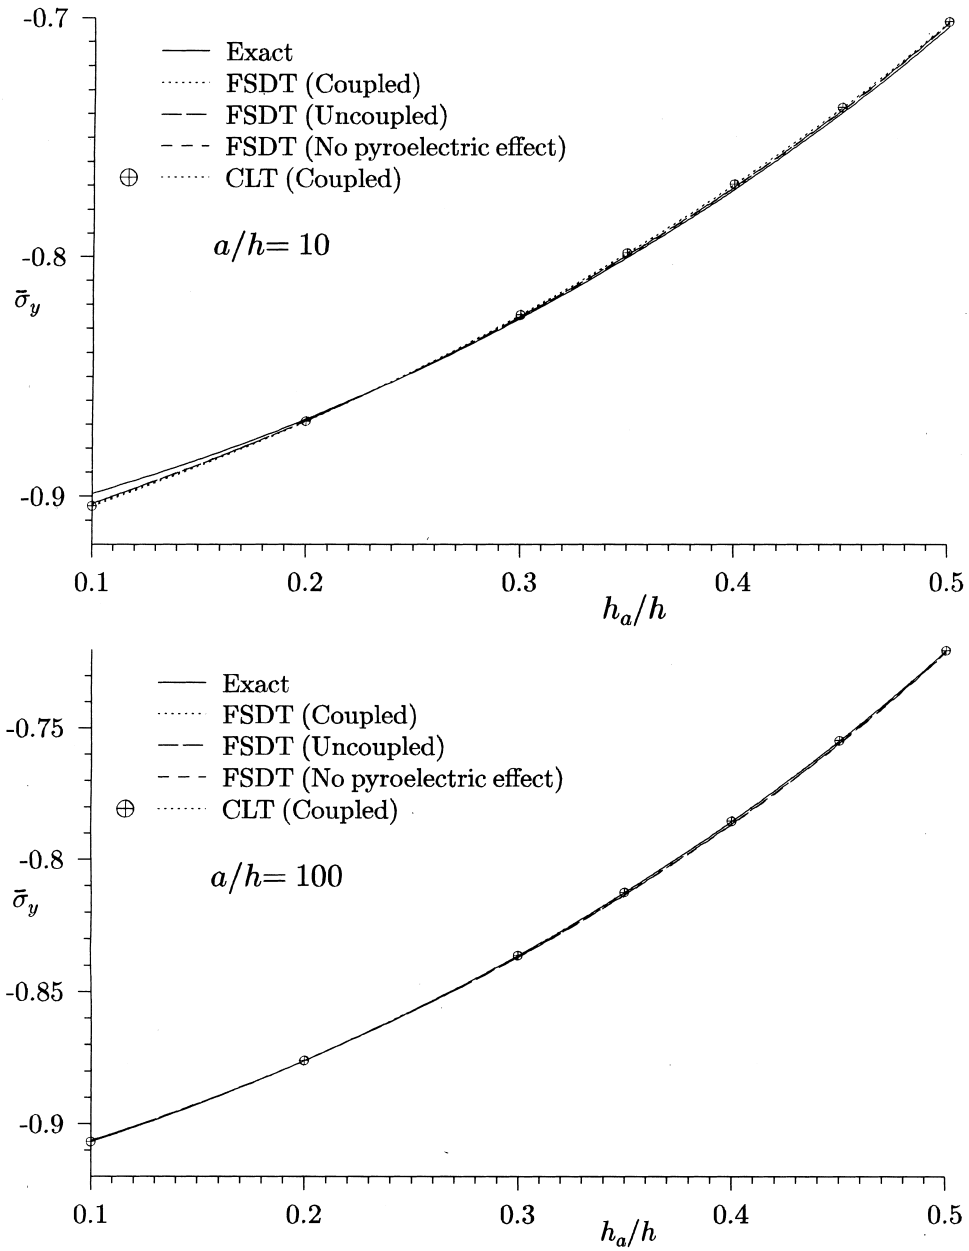 -0.7
Exact
FSDT (Coupled)
FSDT (Uncoupled)
FSDT (No pyroelectric effect)
CLT (Coupled)
a/h= 10
-0.8
σ̄y
-0.9
0.1 0.2 0.3 0.4 0.5
ha/h
Exact
FSDT (Coupled)
-0.75
FSDT (Uncoupled)
FSDT (No pyroelectric effect)
CLT (Coupled)
-0.8
a/h= 100
σ̄y
-0.85
-0.9
0.1 0.2 0.3 0.4 0.5
ha/h